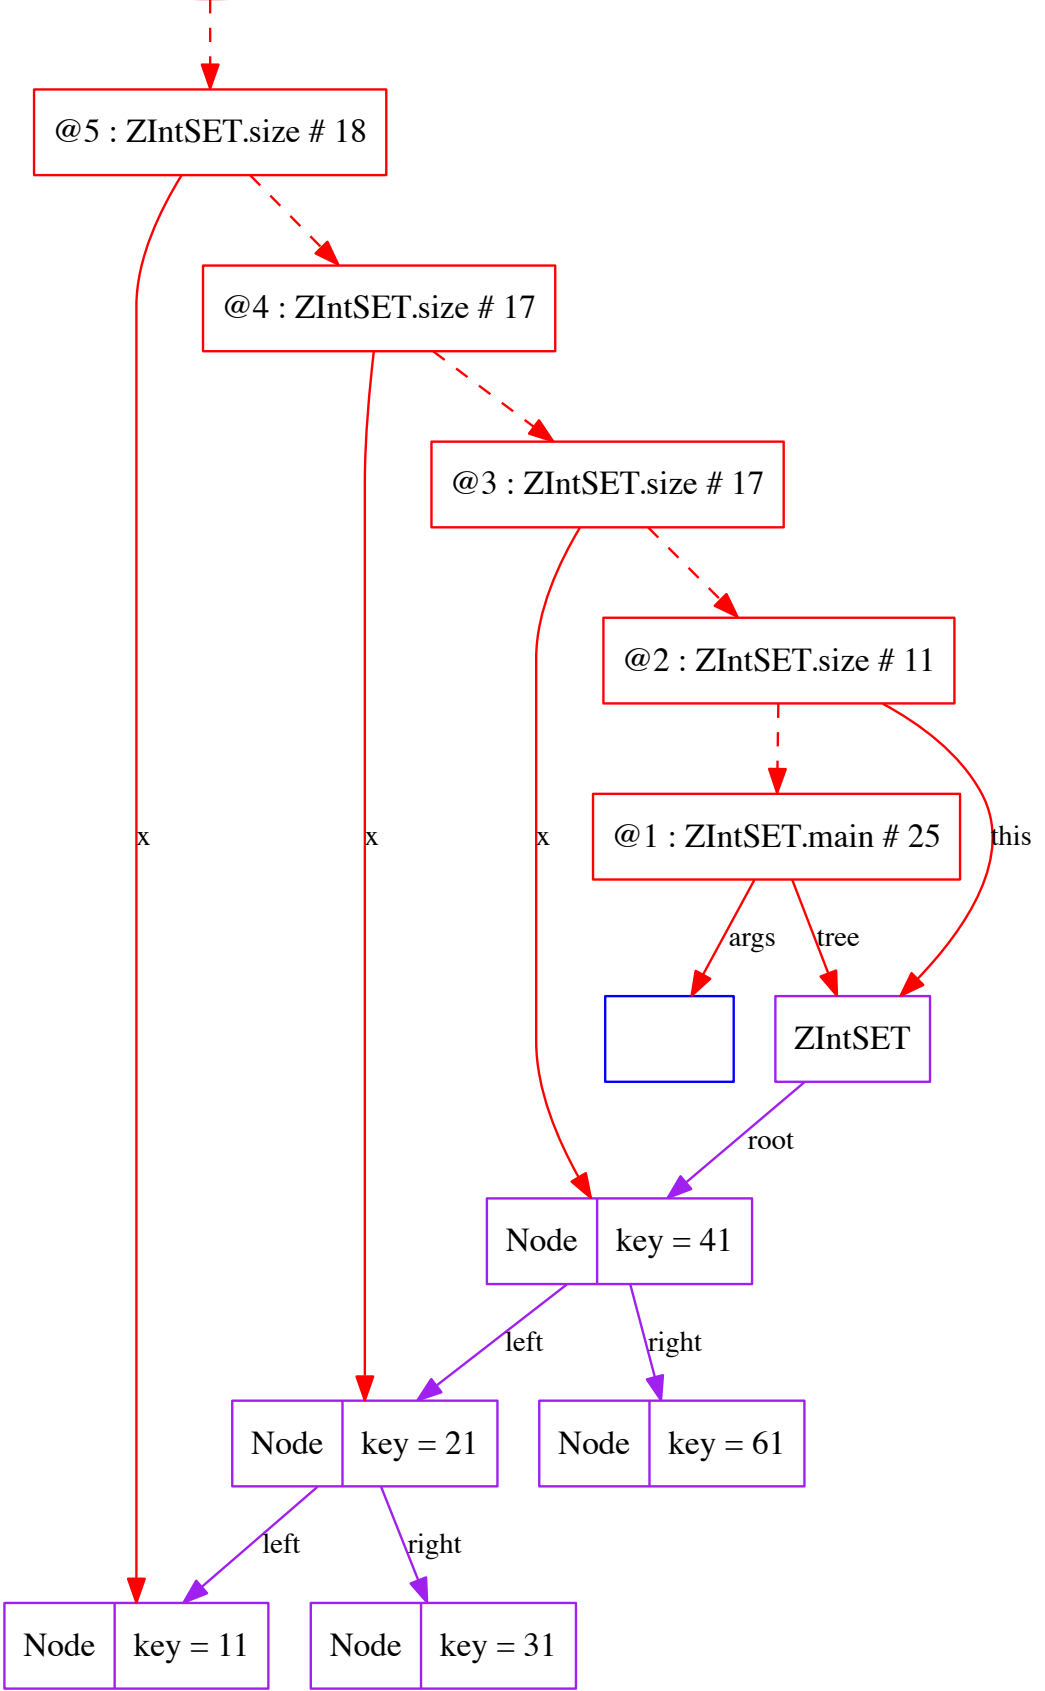 @5 : ZIntSET.size # 18
@4 : ZIntSET.size # 17
@3 : ZIntSET.size # 17
@2 : ZIntSET.size # 11
x
x
x
@1 : ZIntSET.main # 25
this
args
tree
ZIntSET
root
Node
key = 41
left
right
Node
key = 21
Node
key = 61
left
right
Node
key = 11
Node
key = 31